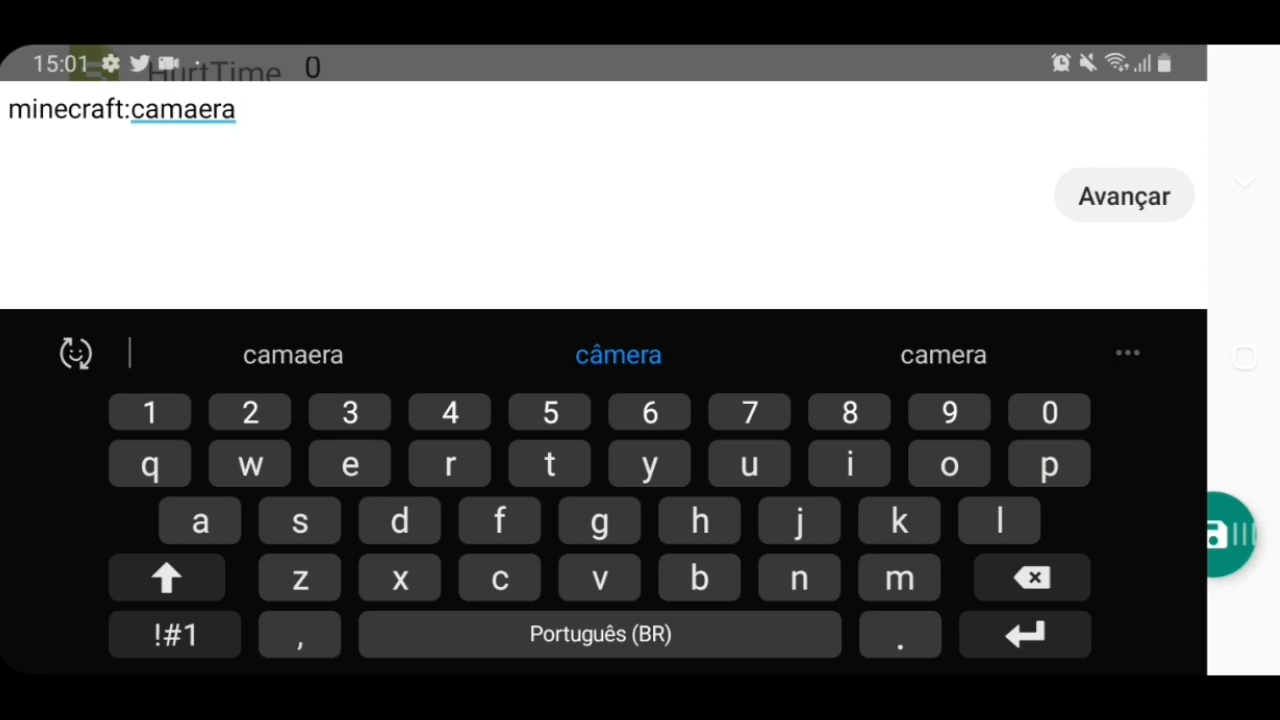 15:01
HurtTime 0
minecraft:camaera
Avançar
camaera câmera camera
1 2 3 4 5 6 7 8 9 0
q w e r t y u i o p
a s d f g h j k l
z x c v b n m
!#1 , Português (BR) .